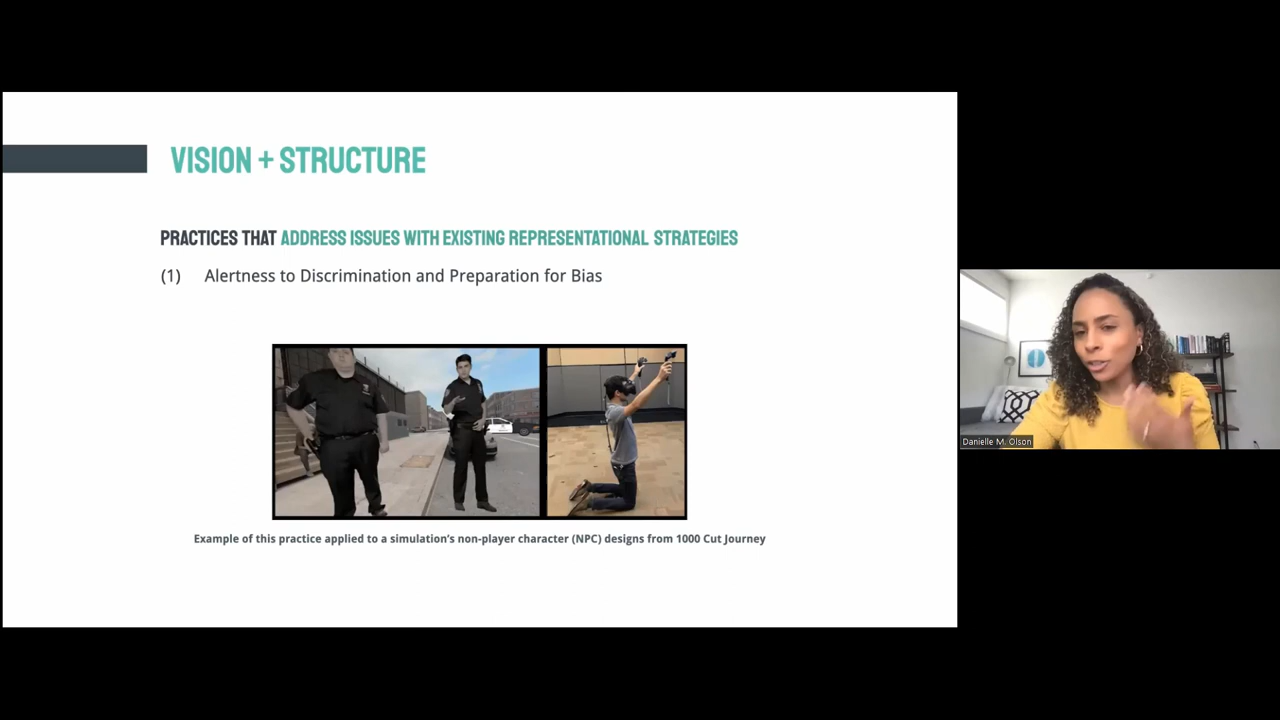 VISION + STRUCTURE
PRACTICES THAT ADDRESS ISSUES WITH EXISTING REPRESENTATIONAL STRATEGIES
(1) Alertness to Discrimination and Preparation for Bias
Example of this practice applied to a simulation's non-player character (NPC) designs from 1000 Cut Journey
Danielle M. Olson